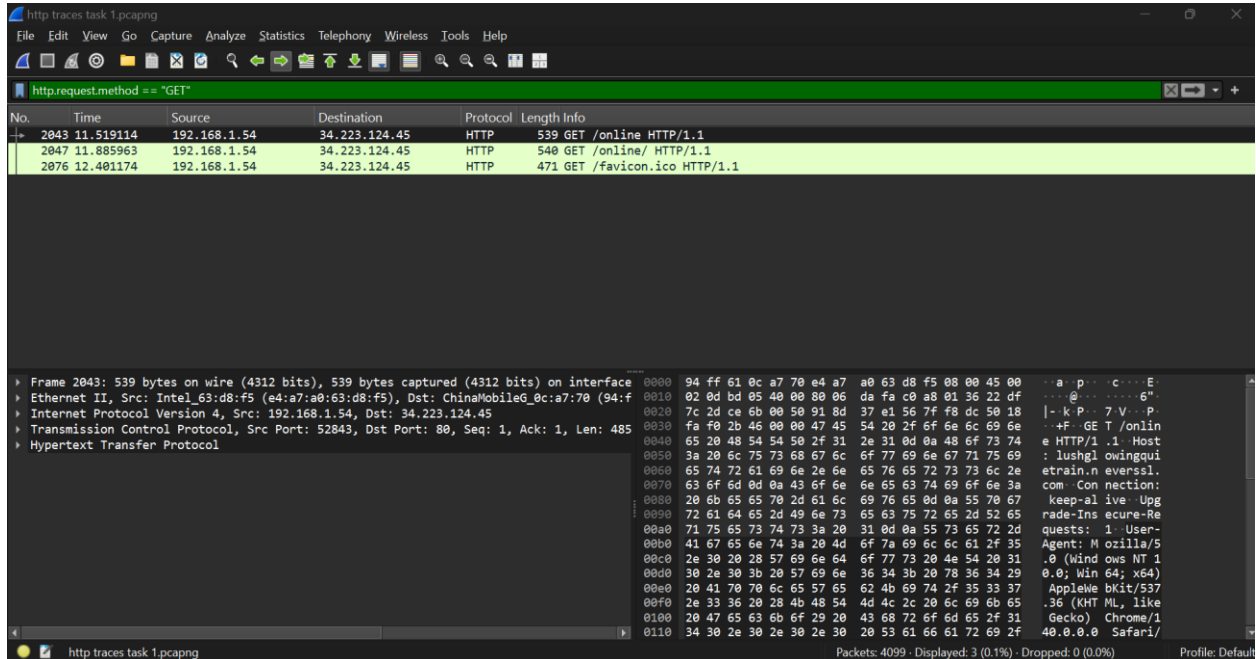 http traces task 1.pcapng
File Edit View Go Capture Analyze Statistics Telephony Wireless Tools Help
http.request.method == "GET"
No. Time Source Destination Protocol Length Info
2043 11.519114 192.168.1.54 34.223.124.45 HTTP 539 GET /online HTTP/1.1
2047 11.885963 192.168.1.54 34.223.124.45 HTTP 540 GET /online/ HTTP/1.1
2076 12.401174 192.168.1.54 34.223.124.45 HTTP 471 GET /favicon.ico HTTP/1.1
Frame 2043: 539 bytes on wire (4312 bits), 539 bytes captured (4312 bits) on interface
Ethernet II, Src: Intel_63:d8:f5 (e4:a7:a0:63:d8:f5), Dst: ChinaMobileG_0c:a7:70 (94:f
Internet Protocol Version 4, Src: 192.168.1.54, Dst: 34.223.124.45
Transmission Control Protocol, Src Port: 52843, Dst Port: 80, Seq: 1, Ack: 1, Len: 485
Hypertext Transfer Protocol
0000 94 ff 61 0c a7 70 e4 a7 a0 63 d8 f5 08 00 45 00 ··a··p·· ·c····E·
0010 02 0d bd 05 40 00 80 06 da fa c0 a8 01 36 22 df ····@··· ·····6"·
0020 7c 2d ce 6b 00 50 91 8d 37 e1 56 7f f8 dc 50 18 |-·k·P·· 7·V···P·
0030 fa f0 2b 46 00 00 47 45 54 20 2f 6f 6e 6c 69 6e ··+F··GE T /onlin
0040 65 20 48 54 54 50 2f 31 2e 31 0d 0a 48 6f 73 74 e HTTP/1 .1··Host
0050 3a 20 6c 75 73 68 67 6c 6f 77 69 6e 67 71 75 69 : lushgl owingqui
0060 65 74 72 61 69 6e 2e 6e 65 76 65 72 73 73 6c 2e etrain.n everssl.
0070 63 6f 6d 0d 0a 43 6f 6e 6e 65 63 74 69 6f 6e 3a com··Con nection:
0080 20 6b 65 65 70 2d 61 6c 69 76 65 0d 0a 55 70 67 keep-al ive··Upg
0090 72 61 64 65 2d 49 6e 73 65 63 75 72 65 2d 52 65 rade-Ins ecure-Re
00a0 71 75 65 73 74 73 3a 20 31 0d 0a 55 73 65 72 2d quests: 1··User-
00b0 41 67 65 6e 74 3a 20 4d 6f 7a 69 6c 6c 61 2f 35 Agent: M ozilla/5
00c0 2e 30 20 28 57 69 6e 64 6f 77 73 20 4e 54 20 31 .0 (Wind ows NT 1
00d0 30 2e 30 3b 20 57 69 6e 36 34 3b 20 78 36 34 29 0.0; Win 64; x64)
00e0 20 41 70 70 6c 65 57 65 62 4b 69 74 2f 35 33 37 AppleWe bKit/537
00f0 2e 33 36 20 28 4b 48 54 4d 4c 2c 20 6c 69 6b 65 .36 (KHT ML, like
0100 20 47 65 63 6b 6f 29 20 43 68 72 6f 6d 65 2f 31 Gecko) Chrome/1
0110 34 30 2e 30 2e 30 2e 30 20 53 61 66 61 72 69 2f 40.0.0.0 Safari/
http traces task 1.pcapng Packets: 4099 · Displayed: 3 (0.1%) · Dropped: 0 (0.0%) Profile: Default